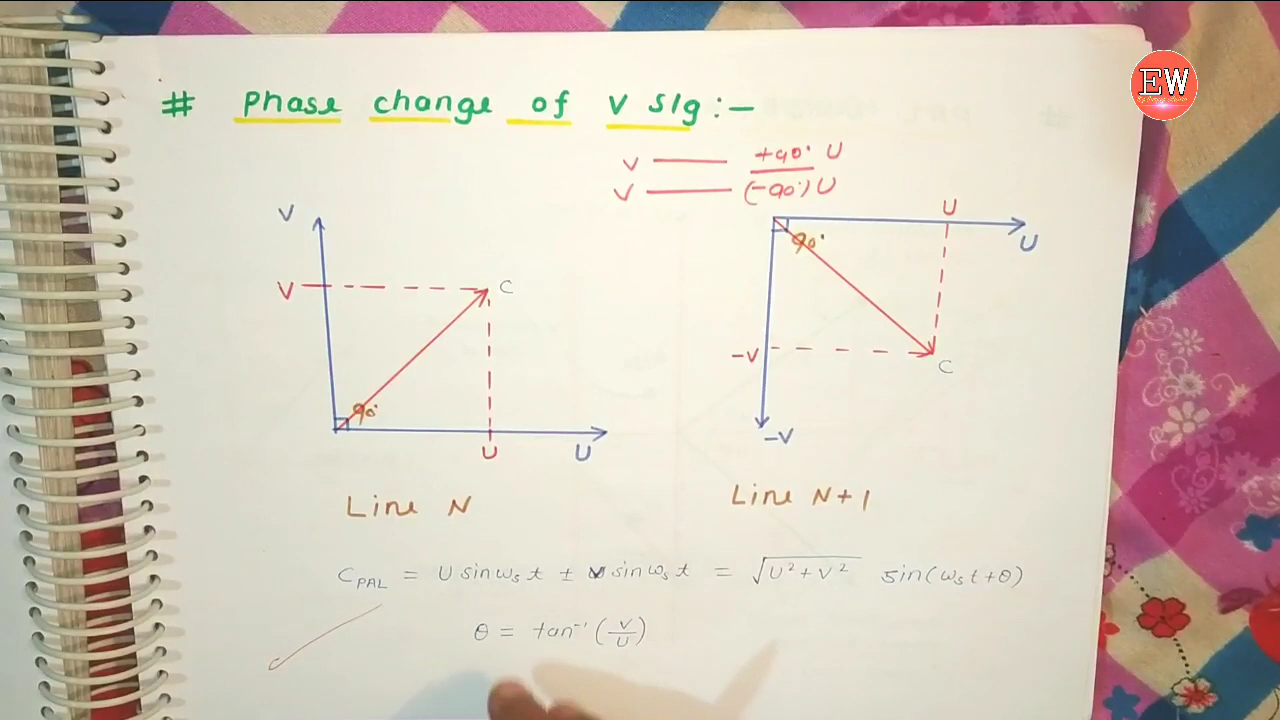 EW
# Phase change of V sig:-
V — +90° U
V — (-90°) U
V
V
C
90°
U
U
Line N
U
U
90°
-V
C
-V
Line N+1
C_PAL = U sin ω_s t ± V sin ω_s t = √(U² + V²) sin(ω_s t + θ)
θ = tan⁻¹ (V/U)